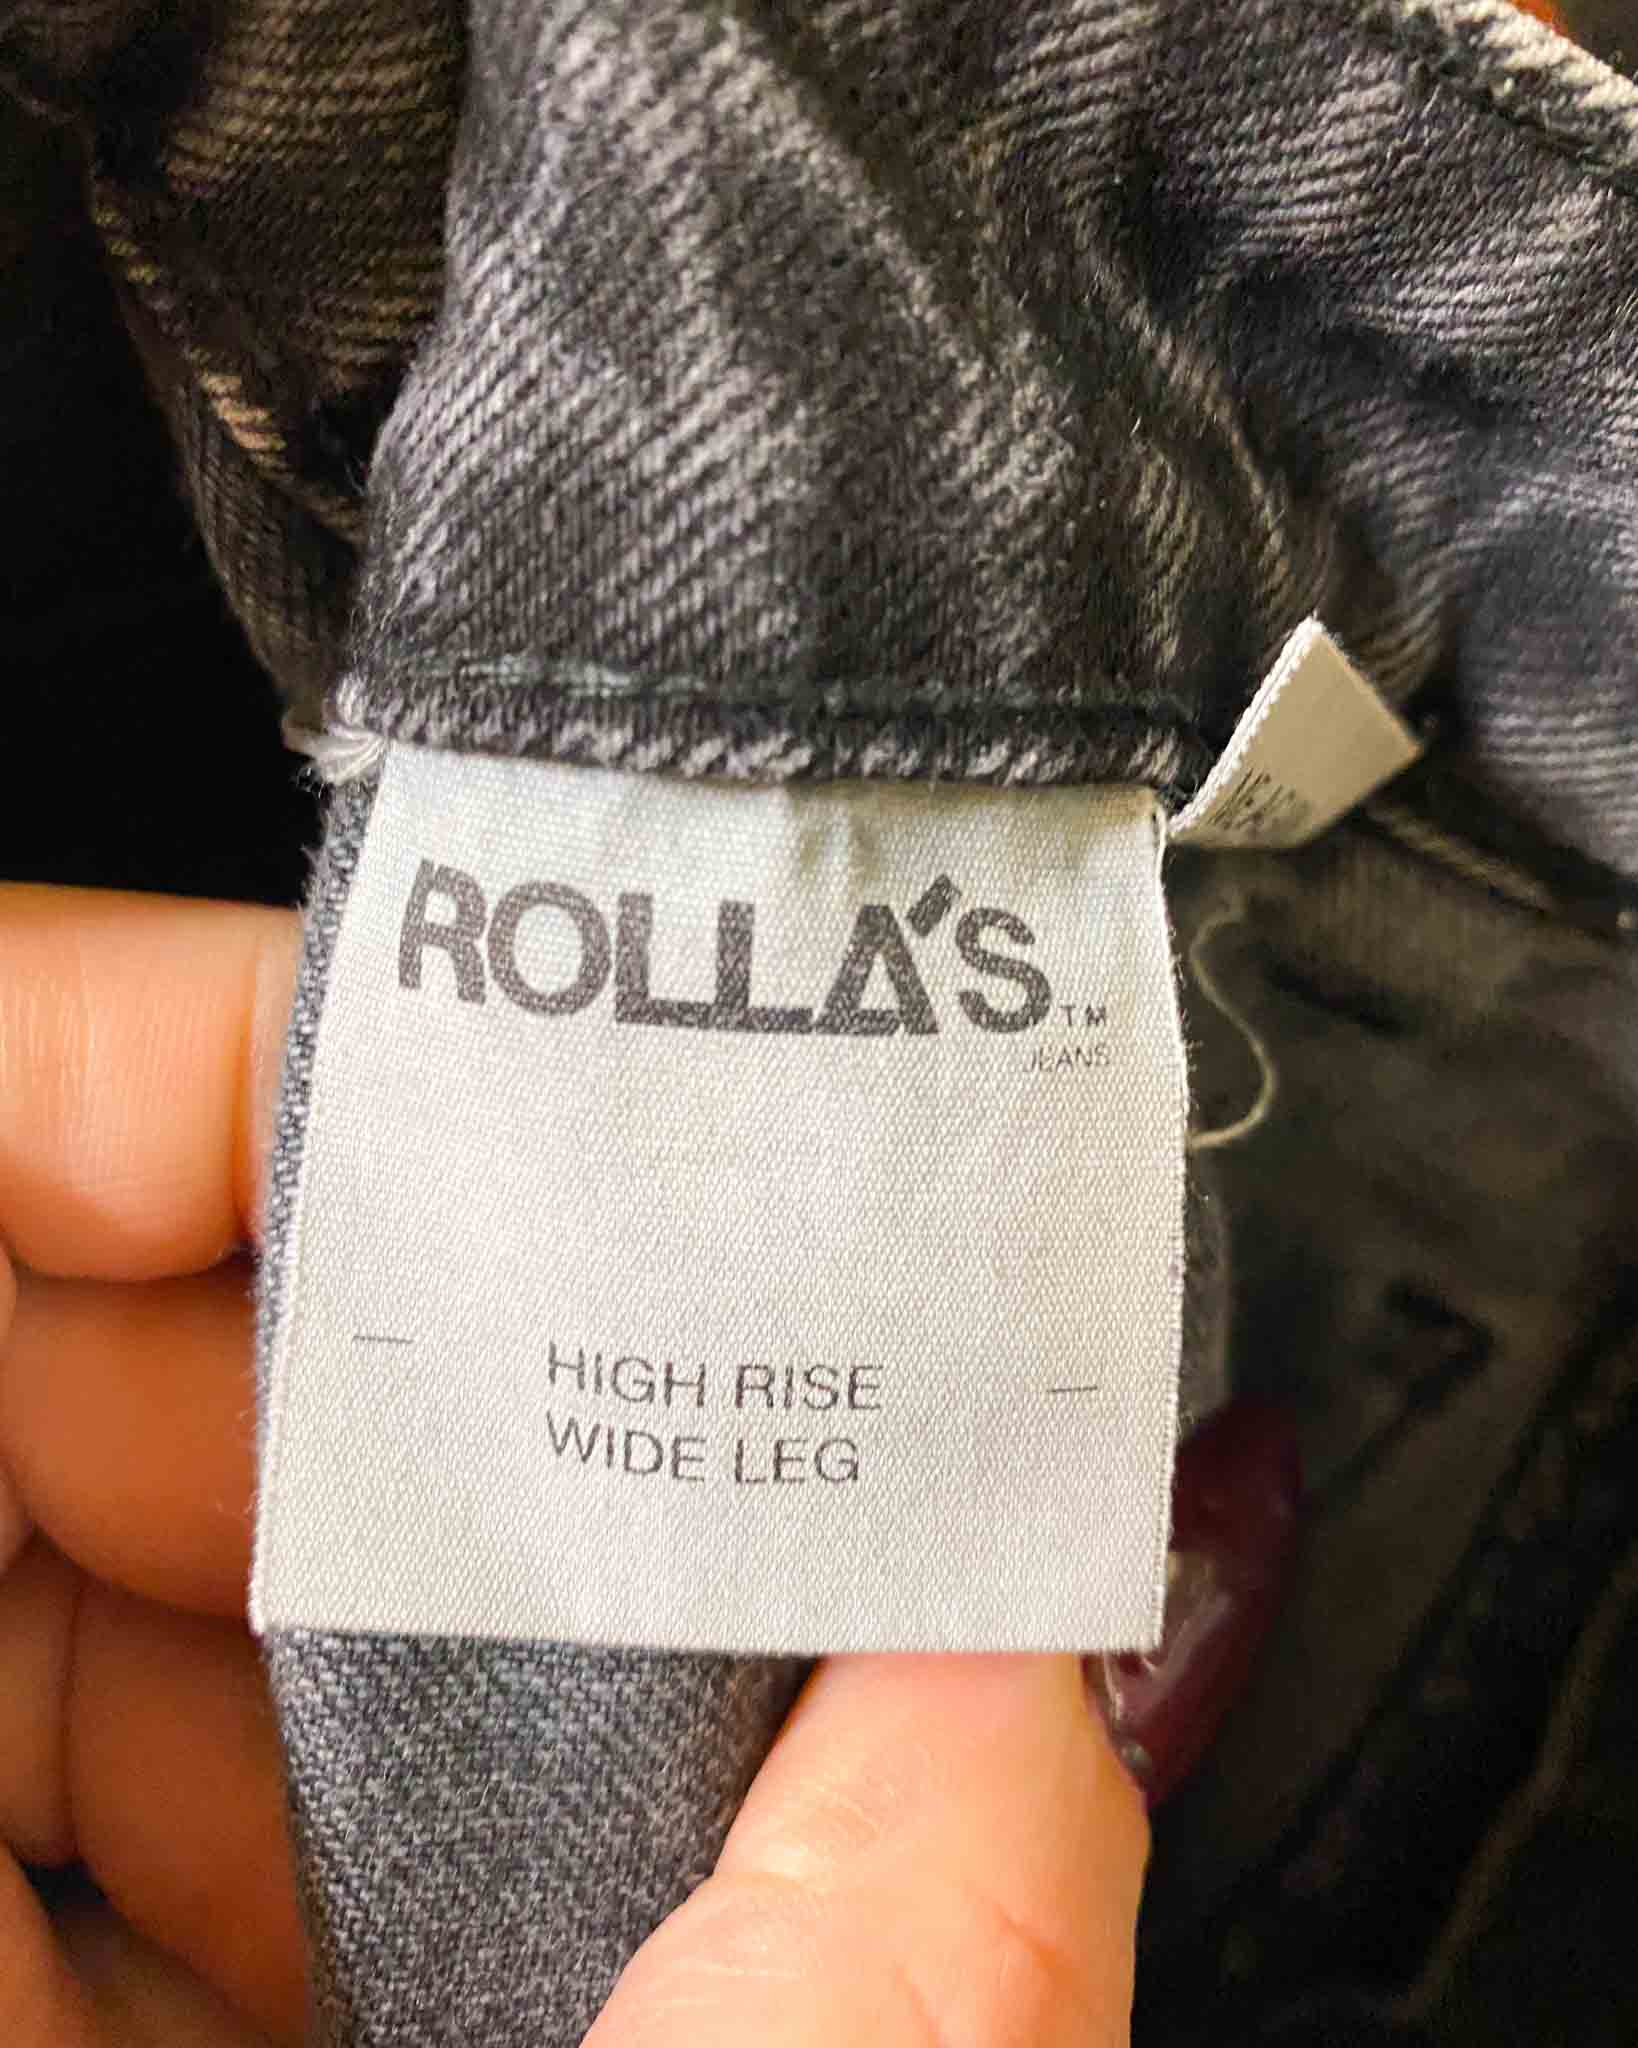 ROLLA'S TM
JEANS
HIGH RISE
WIDE LEG